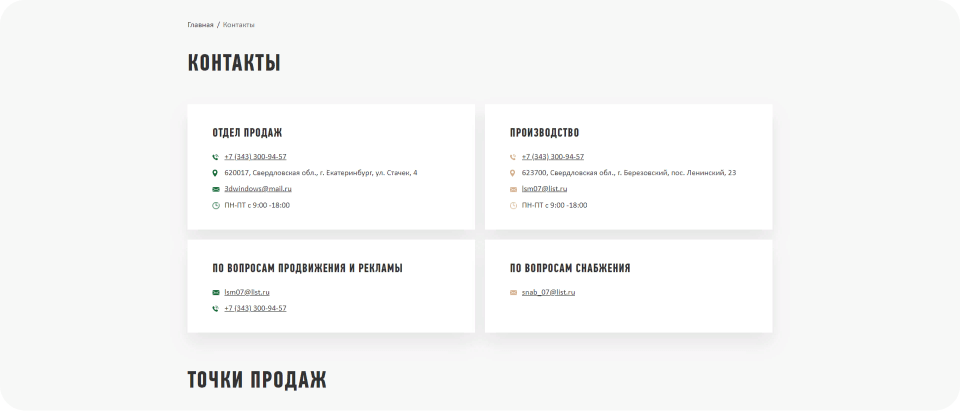 Главная / Контакты
КОНТАКТЫ
ОТДЕЛ ПРОДАЖ
+7 (343) 300-94-57
620017, Свердловская обл., г. Екатеринбург, ул. Стачек, 4
3dwindows@mail.ru
ПН-ПТ с 9:00 -18:00
ПРОИЗВОДСТВО
+7 (343) 300-94-57
623700, Свердловская обл., г. Березовский, пос. Ленинский, 23
lsm07@list.ru
ПН-ПТ с 9:00 -18:00
ПО ВОПРОСАМ ПРОДВИЖЕНИЯ И РЕКЛАМЫ
lsm07@list.ru
+7 (343) 300-94-57
ПО ВОПРОСАМ СНАБЖЕНИЯ
snab_07@list.ru
ТОЧКИ ПРОДАЖ